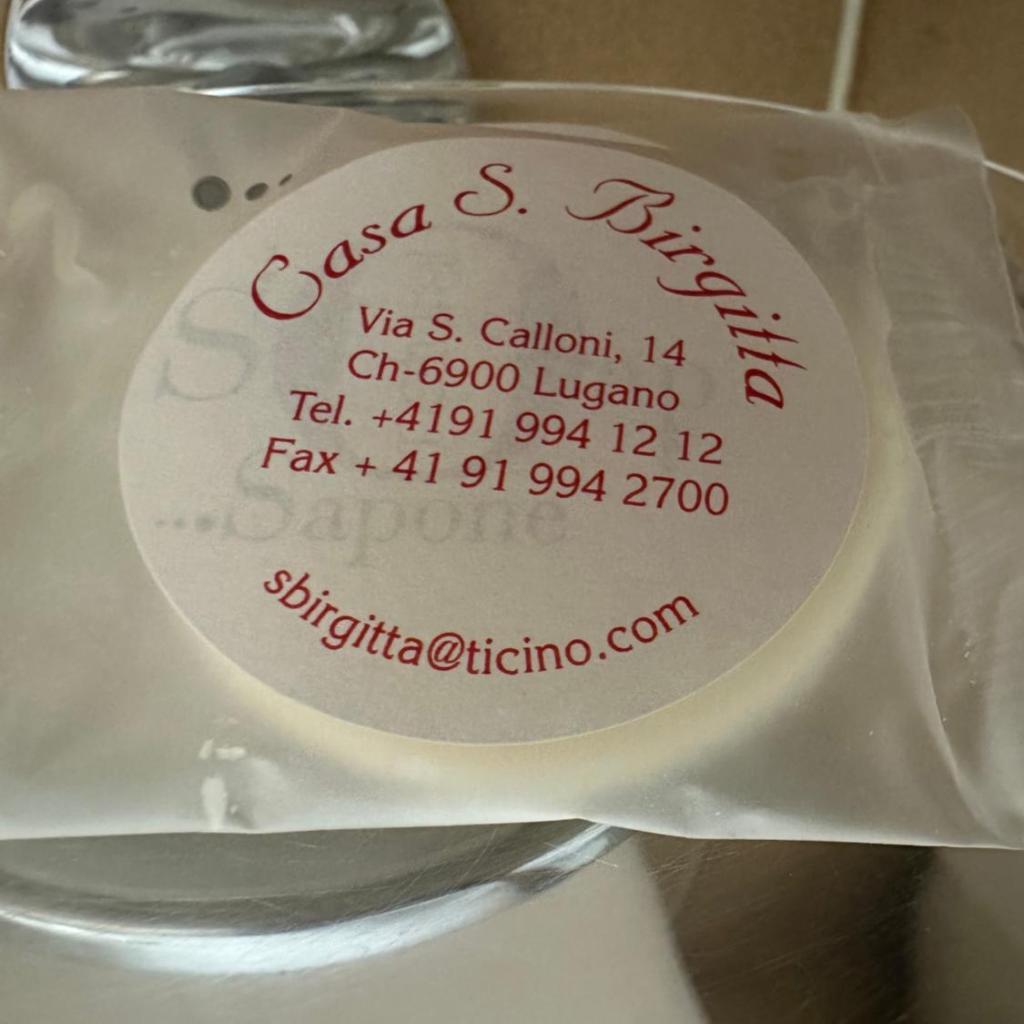 Casa S. Birgitta
Via S. Calloni, 14
Ch-6900 Lugano
Tel. +4191 994 12 12
Fax + 41 91 994 2700
sbirgitta@ticino.com
...Sapone